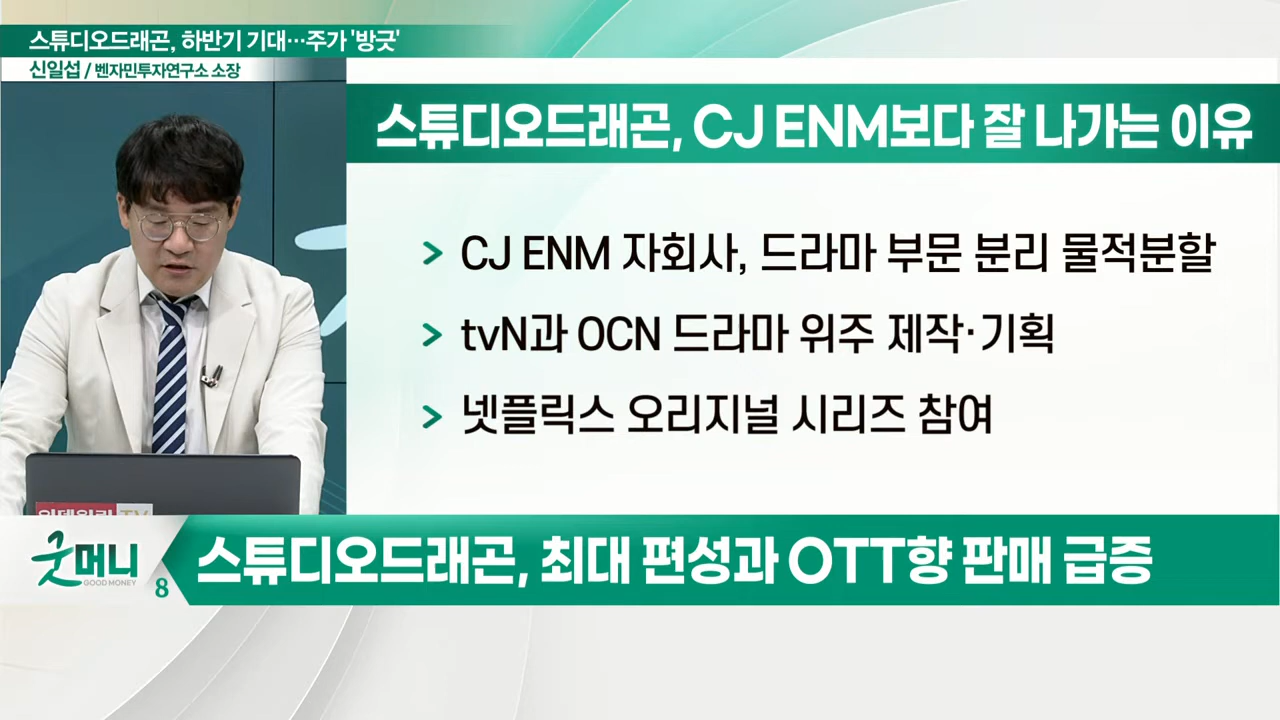 스튜디오드래곤, 하반기 기대…주가 '방긋'
신일섭 / 벤자민투자연구소 소장
스튜디오드래곤, CJ ENM보다 잘 나가는 이유
> CJ ENM 자회사, 드라마 부문 분리 물적분할
> tvN과 OCN 드라마 위주 제작·기획
> 넷플릭스 오리지널 시리즈 참여
굿머니
GOOD MONEY
8
스튜디오드래곤, 최대 편성과 OTT향 판매 급증